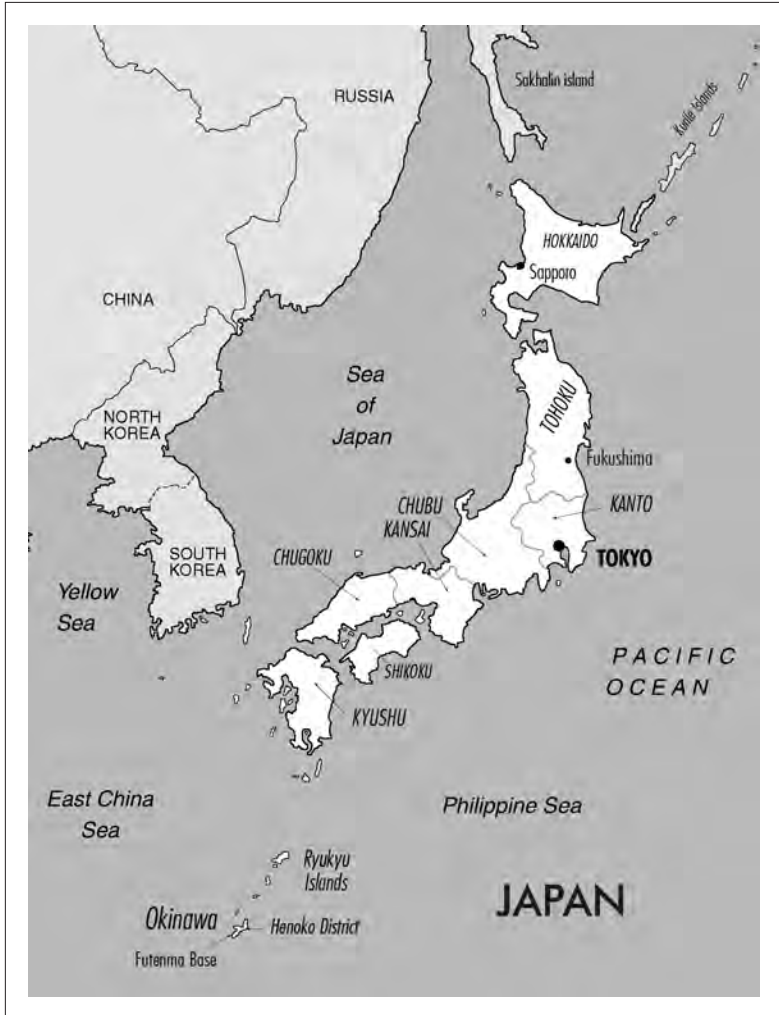 RUSSIA
Sakhalin island
Kurile Islands
HOKKAIDO
Sapporo
CHINA
Sea
of
Japan
TOHOKU
NORTH
KOREA
Fukushima
CHUBU
KANSAI
KANTO
CHUGOKU
SOUTH
KOREA
TOKYO
Yellow
Sea
SHIKOKU
PACIFIC
OCEAN
KYUSHU
East China
Sea
Philippine Sea
Ryukyu
Islands
JAPAN
Okinawa
Henoko District
Futenma Base